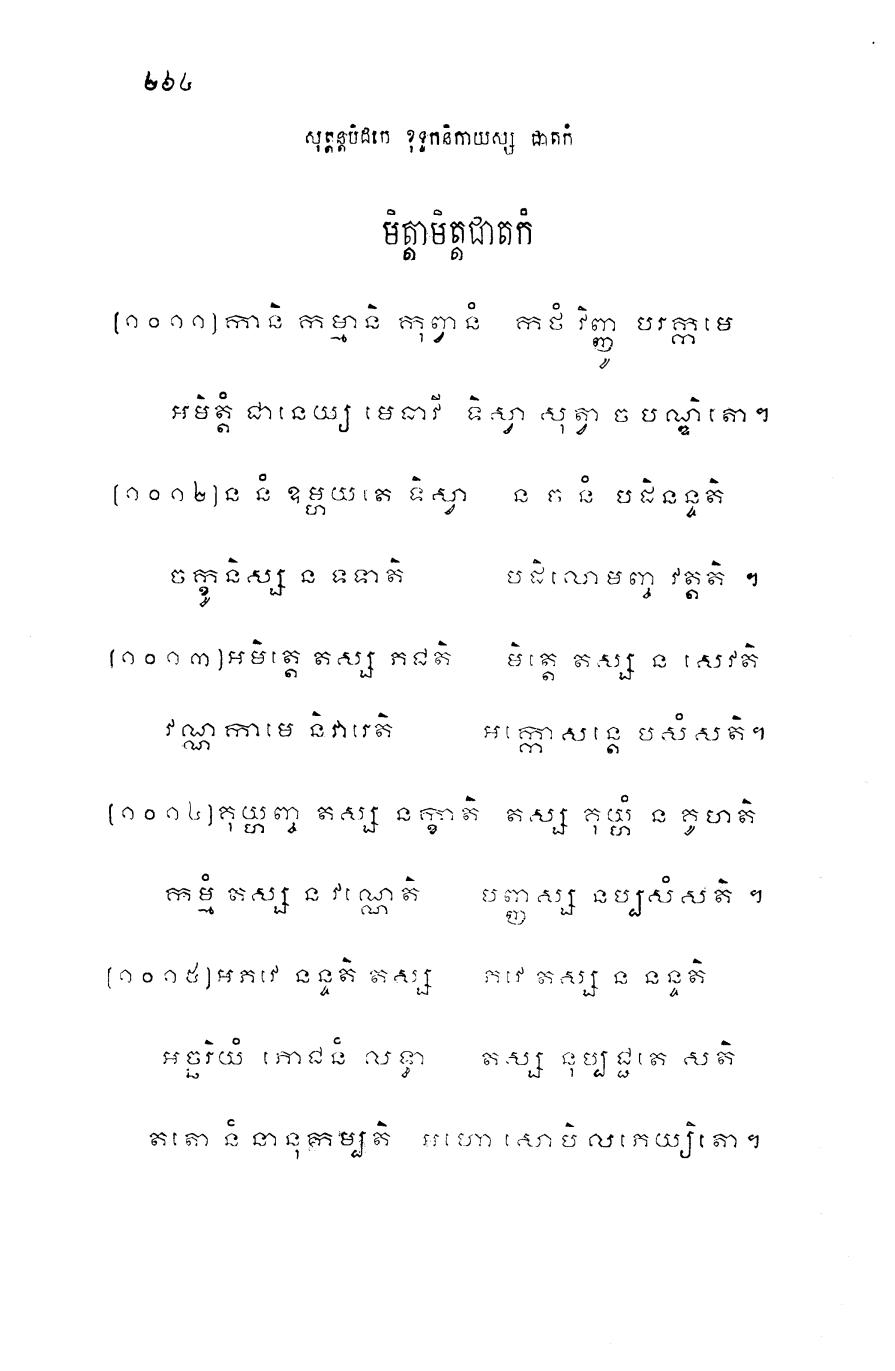 ២៦៤
សុត្តន្តបិដកេ ខុទ្ទកនិកាយស្ស ជាតកំ
មិត្តាមិត្តជាតកំ
[១០១១] កានិ កម្មានិ កុព្វានំ កថំ វិញ្ញូ បរក្កមេ
អមិត្តំ ជានេយ្យ មេធាវី ទិស្វា សុត្វា ច បណ្ឌិតោ។
[១០១២] ន នំ ឧម្ហយតេ ទិស្វា ន ច នំ បដិនន្ទតិ
ចក្ខូនិស្ស ន ទទាតិ បដិលោមញ្ច វត្តតិ ។
[១០១៣] អមិត្តេ តស្ស ភជតិ មិត្តេ តស្ស ន សេវតិ
វណ្ណកាមេ និវារេតិ អក្កោសន្តេ បសំសតិ។
[១០១៤] គុយ្ហញ្ច តស្ស នក្ខាតិ តស្ស គុយ្ហំ ន គូហតិ
កម្មំ តស្ស ន វណ្ណេតិ បញ្ញស្ស នប្បសំសតិ ។
[១០១៥] អភវេ នន្ទតិ តស្ស ភវេ តស្ស ន នន្ទតិ
អច្ឆរិយំ ភោជនំ លទ្ធា តស្ស នុប្បជ្ជតេ សតិ
តតោ នំ នានុកម្បតិ អហោ សោបិ លភេយ្យិតោ។